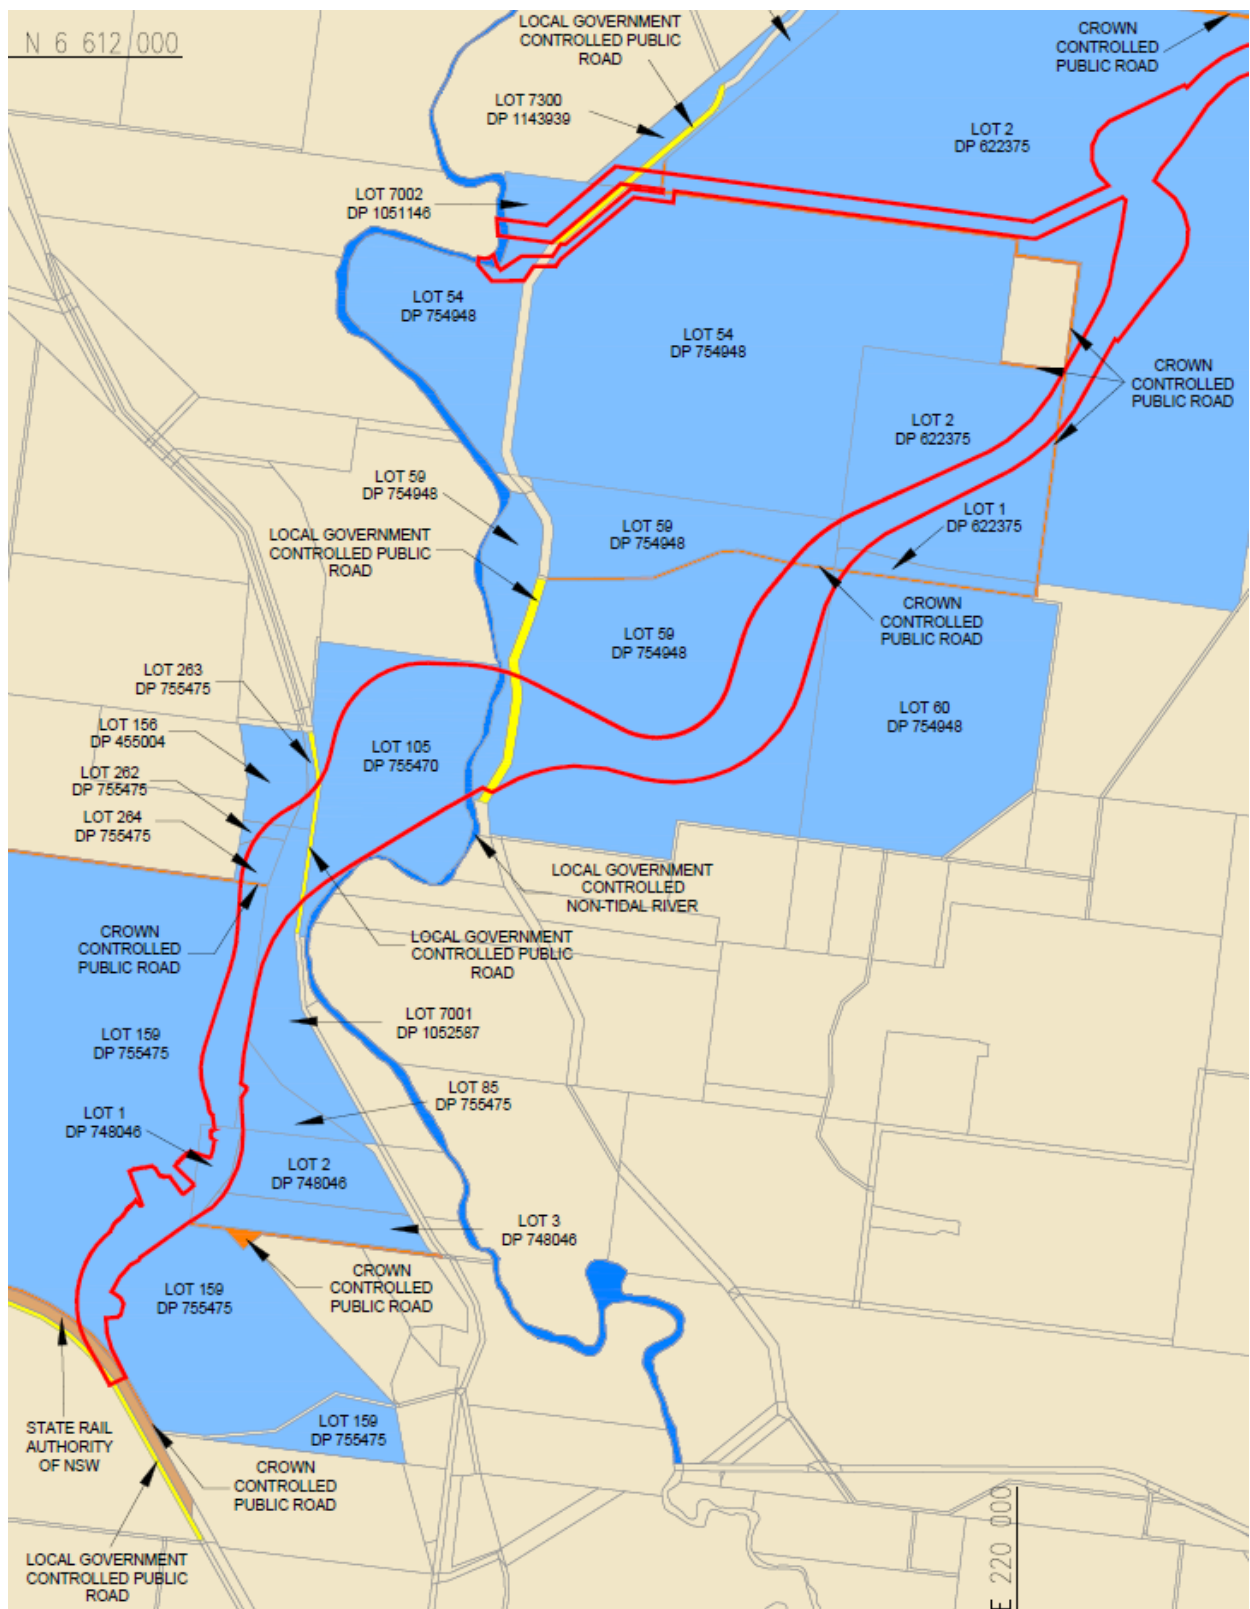 N 6 612 000
LOCAL GOVERNMENT
CONTROLLED PUBLIC
ROAD
CROWN
CONTROLLED
PUBLIC ROAD
LOT 7300
DP 1143939
LOT 2
DP 622375
LOT 7002
DP 1051146
LOT 54
DP 754948
LOT 54
DP 754948
CROWN
CONTROLLED
PUBLIC ROAD
LOT 2
DP 622375
LOT 59
DP 754948
LOT 1
DP 622375
LOCAL GOVERNMENT
CONTROLLED PUBLIC
ROAD
LOT 59
DP 754948
CROWN
CONTROLLED
PUBLIC ROAD
LOT 59
DP 754948
LOT 263
DP 755475
LOT 156
DP 455004
LOT 60
DP 754948
LOT 105
DP 755470
LOT 262
DP 755475
LOT 264
DP 755475
LOCAL GOVERNMENT
CONTROLLED
NON-TIDAL RIVER
CROWN
CONTROLLED
PUBLIC ROAD
LOCAL GOVERNMENT
CONTROLLED PUBLIC
ROAD
LOT 7001
DP 1052587
LOT 159
DP 755475
LOT 85
DP 755475
LOT 1
DP 748046
LOT 2
DP 748046
LOT 3
DP 748046
CROWN
CONTROLLED
PUBLIC ROAD
LOT 159
DP 755475
LOT 159
DP 755475
STATE RAIL
AUTHORITY
OF NSW
CROWN
CONTROLLED
PUBLIC ROAD
LOCAL GOVERNMENT
CONTROLLED PUBLIC
ROAD
E 220 000